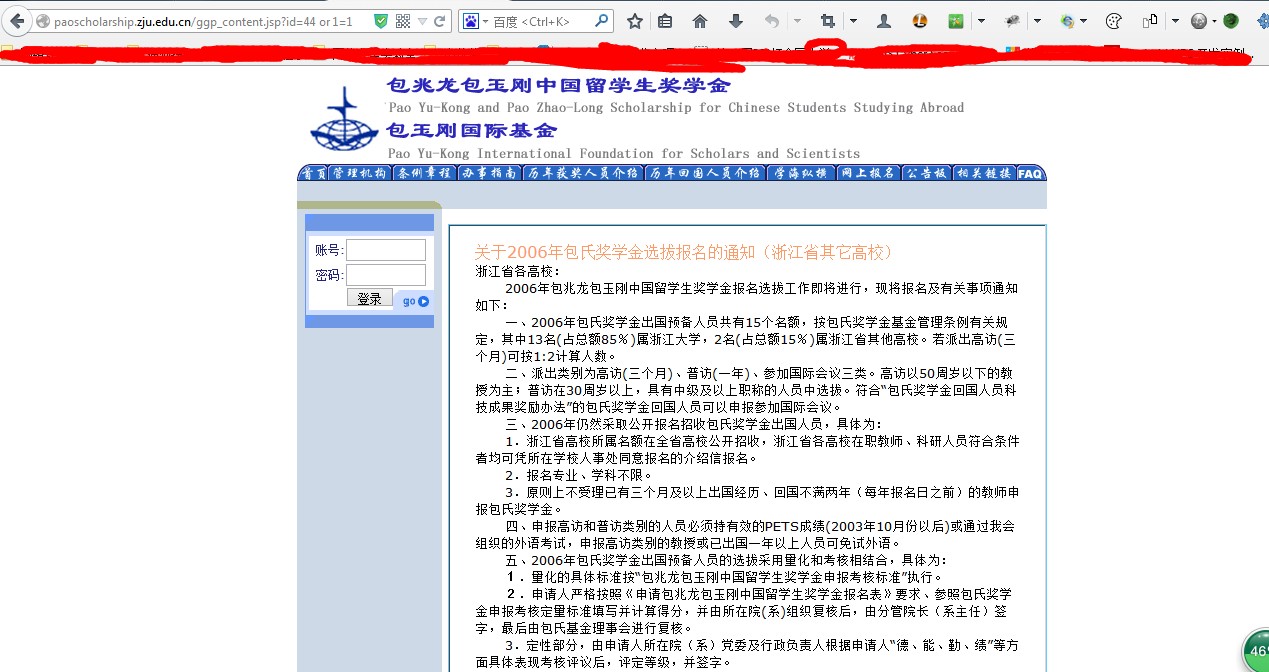 paoscholarship.zju.edu.cn/ggp_content.jsp?id=44 or 1=1
百度 <Ctrl+K>
包兆龙包玉刚中国留学生奖学金
Pao Yu-Kong and Pao Zhao-Long Scholarship for Chinese Students Studying Abroad
包玉刚国际基金
Pao Yu-Kong International Foundation for Scholars and Scientists
首页 管理机构 条例章程 办事指南 历年获奖人员介绍 历年回国人员介绍 学海纵横 网上报名 公告板 相关链接 FAQ
账号:
密码:
登录 go
关于2006年包氏奖学金选拔报名的通知（浙江省其它高校）
浙江省各高校：
2006年包兆龙包玉刚中国留学生奖学金报名选拔工作即将进行，现将报名及有关事项通知
如下：
一、2006年包氏奖学金出国预备人员共有15个名额，按包氏奖学金基金管理条例有关规
定，其中13名(占总额85％)属浙江大学，2名(占总额15％)属浙江省其他高校。若派出高访(三
个月)可按1:2计算人数。
二、派出类别为高访(三个月)、普访(一年)、参加国际会议三类。高访以50周岁以下的教
授为主；普访在30周岁以上，具有中级及以上职称的人员中选拔。符合“包氏奖学金回国人员科
技成果奖励办法”的包氏奖学金回国人员可以申报参加国际会议。
三、2006年仍然采取公开报名招收包氏奖学金出国人员，具体为：
1．浙江省高校所属名额在全省高校公开招收，浙江省各高校在职教师、科研人员符合条件
者均可凭所在学校人事处同意报名的介绍信报名。
2．报名专业、学科不限。
3．原则上不受理已有三个月及以上出国经历、回国不满两年（每年报名日之前）的教师申
报包氏奖学金。
四、申报高访和普访类别的人员必须持有效的PETS成绩(2003年10月份以后)或通过我会
组织的外语考试，申报高访类别的教授或已出国一年以上人员可免试外语。
五、2006年包氏奖学金出国预备人员的选拔采用量化和考核相结合，具体为：
1．量化的具体标准按“包兆龙包玉刚中国留学生奖学金申报考核标准”执行。
2．申请人严格按照《申请包兆龙包玉刚中国留学生奖学金报名表》要求、参照包氏奖学
金申报考核定量标准填写并计算得分，并由所在院(系)组织复核后，由分管院长（系主任）签
字，最后由包氏基金理事会进行复核。
3．定性部分，由申请人所在院（系）党委及行政负责人根据申请人“德、能、勤、绩”等方
面具体表现考核评议后，评定等级，并签字。